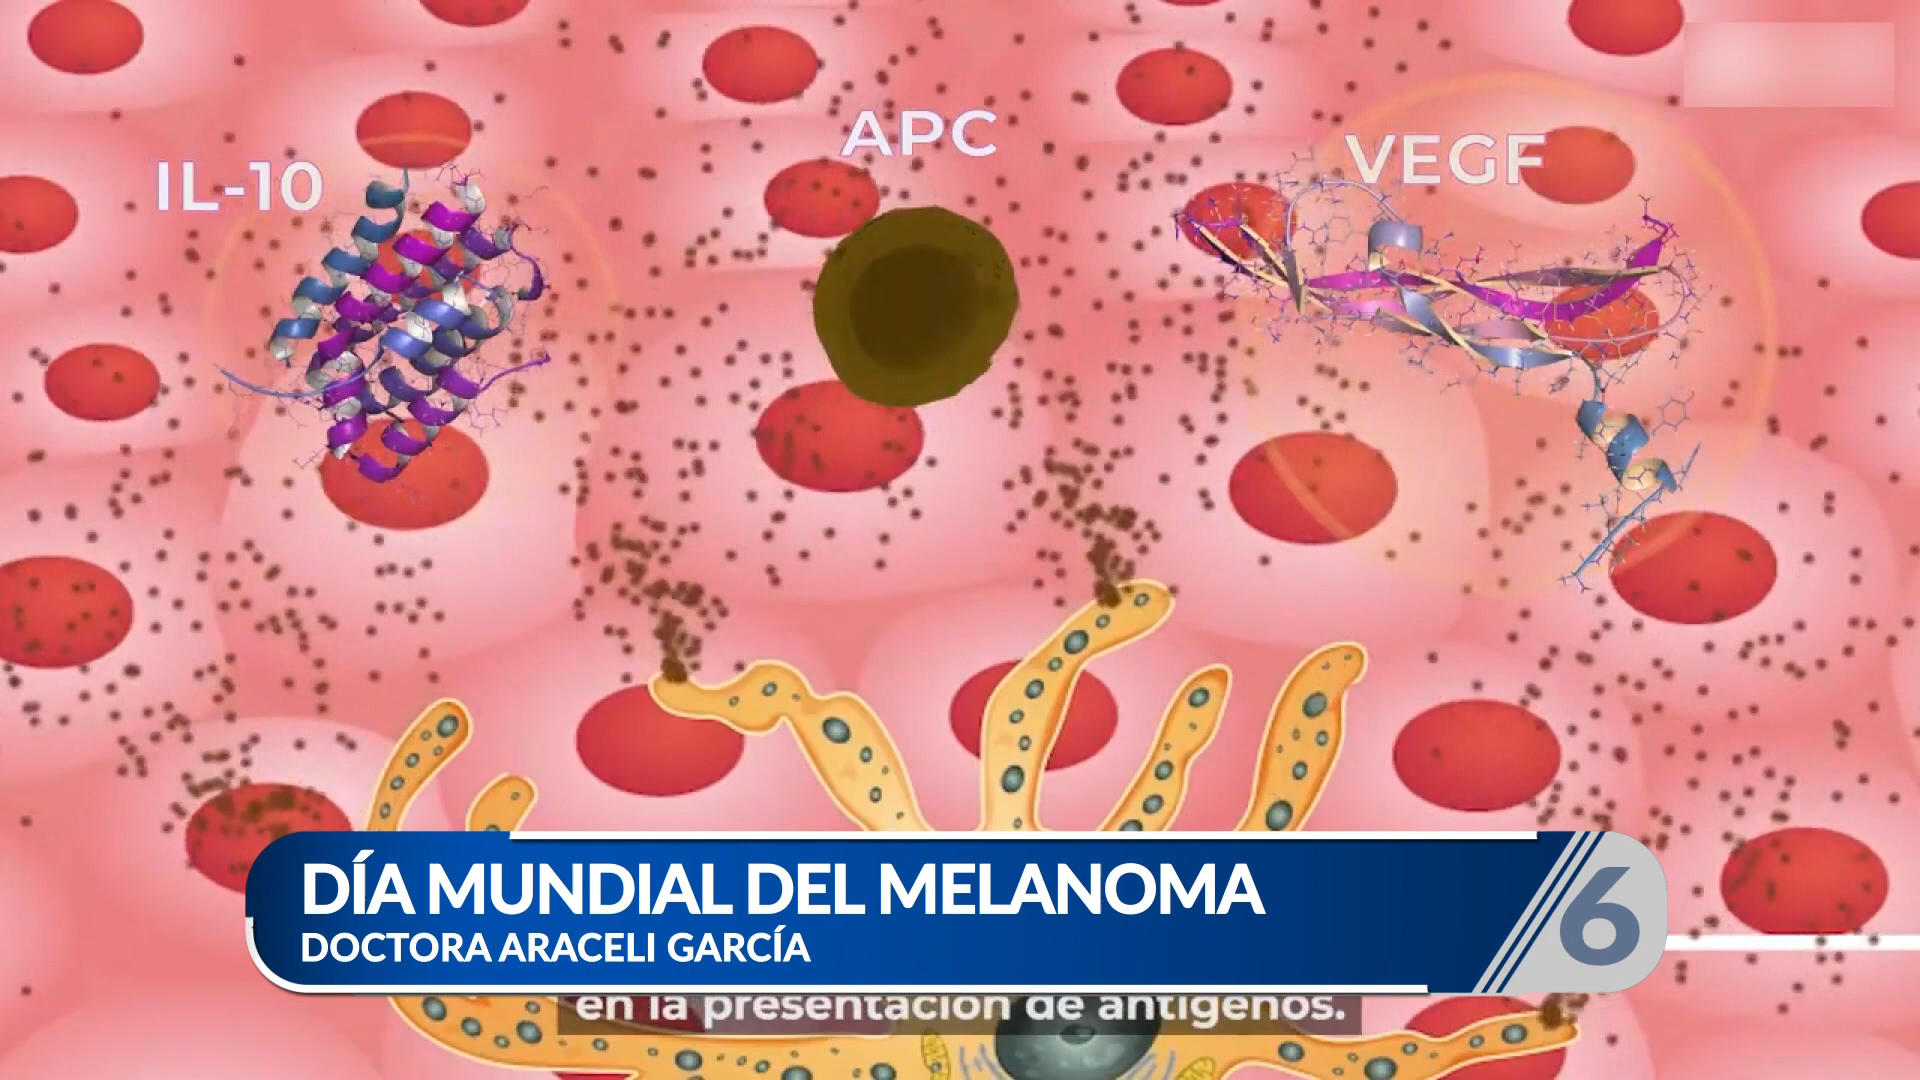 APC
VEGF
IL-10
DÍA MUNDIAL DEL MELANOMA
DOCTORA ARACELI GARCÍA
6
en la presentación de antígenos.